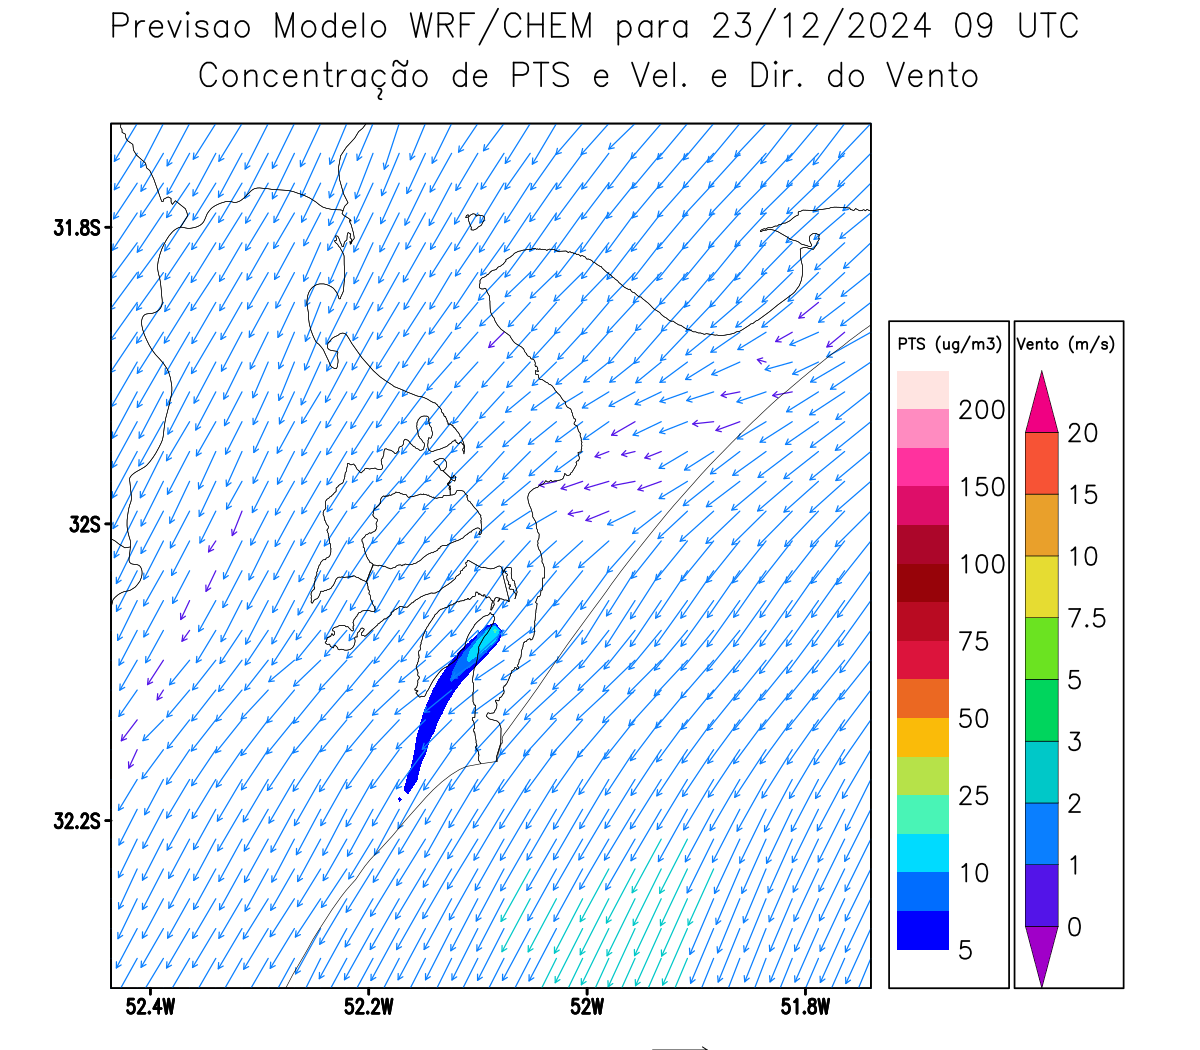 Previsao Modelo WRF/CHEM para 23/12/2024 09 UTC
Concentração de PTS e Vel. e Dir. do Vento
31.8S
32S
32.2S
52.4W 52.2W 52W 51.8W
PTS (ug/m3)
200
150
100
75
50
25
10
5
Vento (m/s)
20
15
10
7.5
5
3
2
1
0